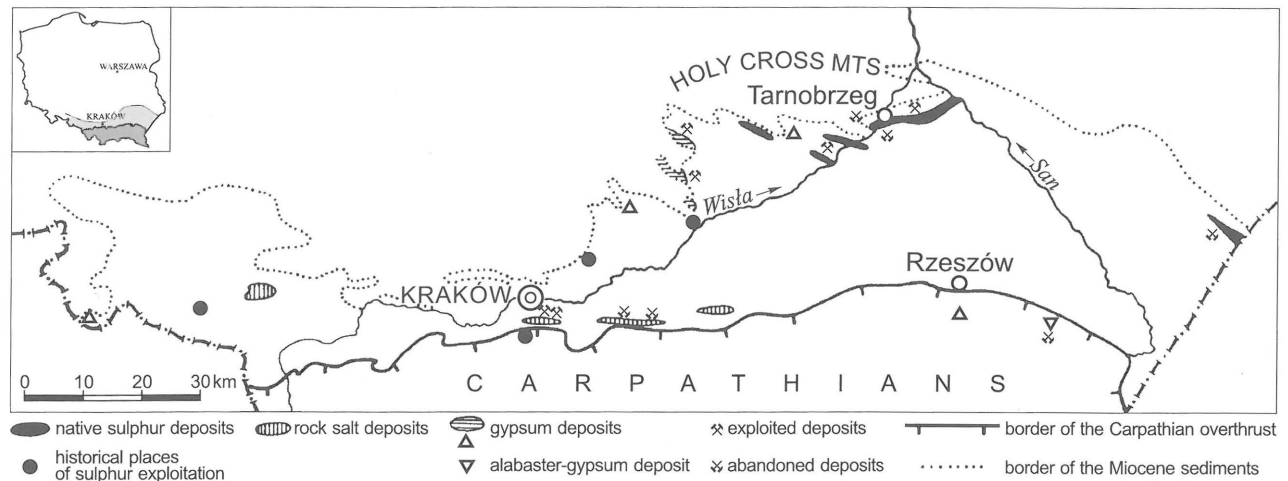 WARSZAWA
KRAKÓW
HOLY CROSS MTS
Tarnobrzeg
San
Wisła
Rzeszów
KRAKÓW
0 10 20 30 km
C A R P A T H I A N S
native sulphur deposits
rock salt deposits
gypsum deposits
exploited deposits
border of the Carpathian overthrust
historical places
of sulphur exploitation
alabaster-gypsum deposit
abandoned deposits
border of the Miocene sediments